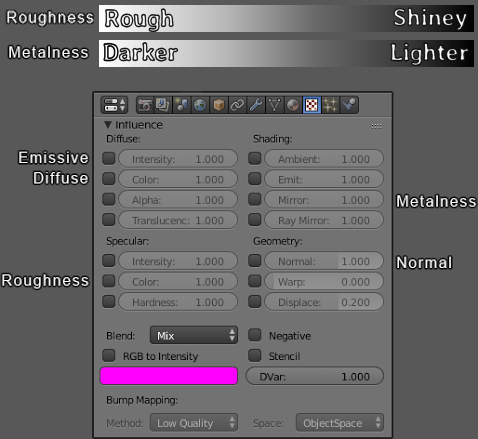 Roughness Rough Shiney
Metalness Darker Lighter
Influence
Diffuse: Shading:
Intensity: 1.000 Ambient: 1.000
Emissive Color: 1.000 Emit: 1.000
Diffuse Alpha: 1.000 Mirror: 1.000 Metalness
Translucenc: 1.000 Ray Mirror: 1.000
Specular: Geometry:
Intensity: 1.000 Normal: 1.000 Normal
Roughness Color: 1.000 Warp: 0.000
Hardness: 1.000 Displace: 0.200
Blend: Mix Negative
RGB to Intensity Stencil
DVar: 1.000
Bump Mapping:
Method: Low Quality Space: ObjectSpace